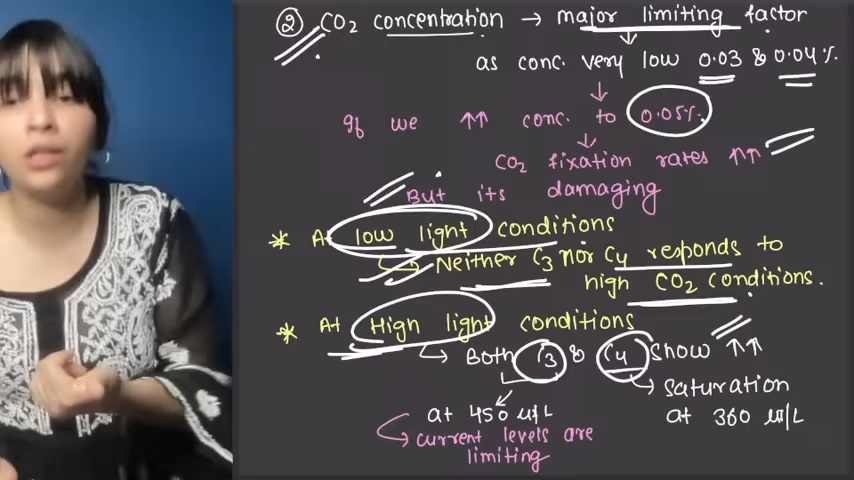 ② CO2 concentration → major limiting factor
as conc. very low 0.03 & 0.04 %.
If we ↑↑ conc. to 0.05%.
CO2 fixation rates ↑↑
But its damaging
* At low light conditions
Neither C3 nor C4 responds to
high CO2 conditions.
* At High light conditions
Both C3 & C4 show ↑↑
saturation
at 450 µl/L
at 360 µl/L
current levels are
limiting